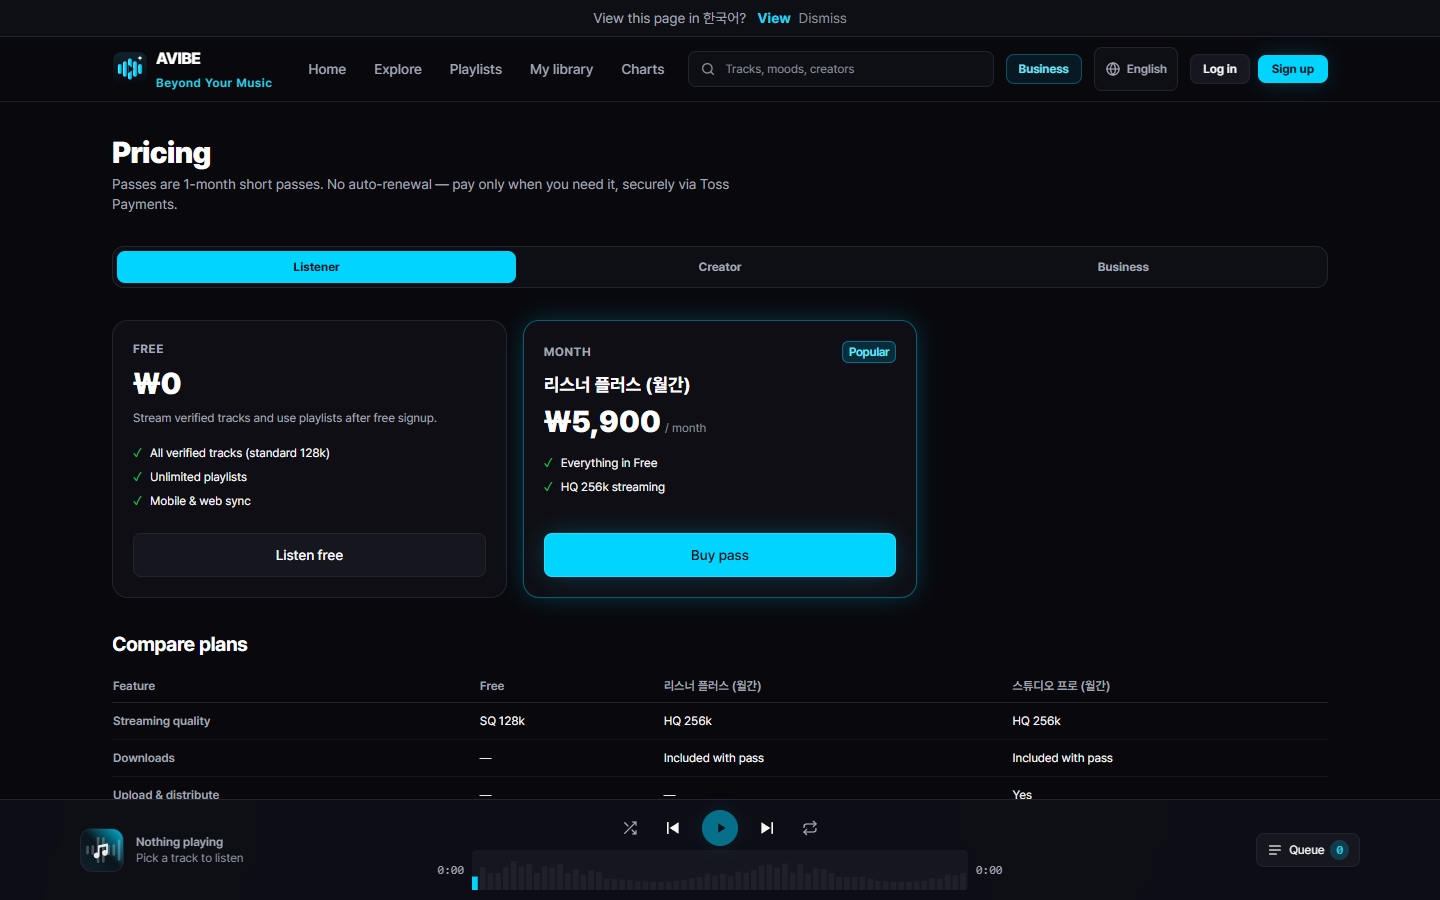 View this page in 한국어? View Dismiss
AVIBE
Beyond Your Music
Home Explore Playlists My library Charts
Tracks, moods, creators
Business
English
Log in
Sign up
Pricing
Passes are 1-month short passes. No auto-renewal — pay only when you need it, securely via Toss
Payments.
Listener Creator Business
FREE
₩0
Stream verified tracks and use playlists after free signup.
✓ All verified tracks (standard 128k)
✓ Unlimited playlists
✓ Mobile & web sync
Listen free
MONTH Popular
리스너 플러스 (월간)
₩5,900 / month
✓ Everything in Free
✓ HQ 256k streaming
Buy pass
Compare plans
Feature Free 리스너 플러스 (월간) 스튜디오 프로 (월간)
Streaming quality SQ 128k HQ 256k HQ 256k
Downloads — Included with pass Included with pass
Upload & distribute — — Yes
Nothing playing
Pick a track to listen
0:00 0:00
Queue 0